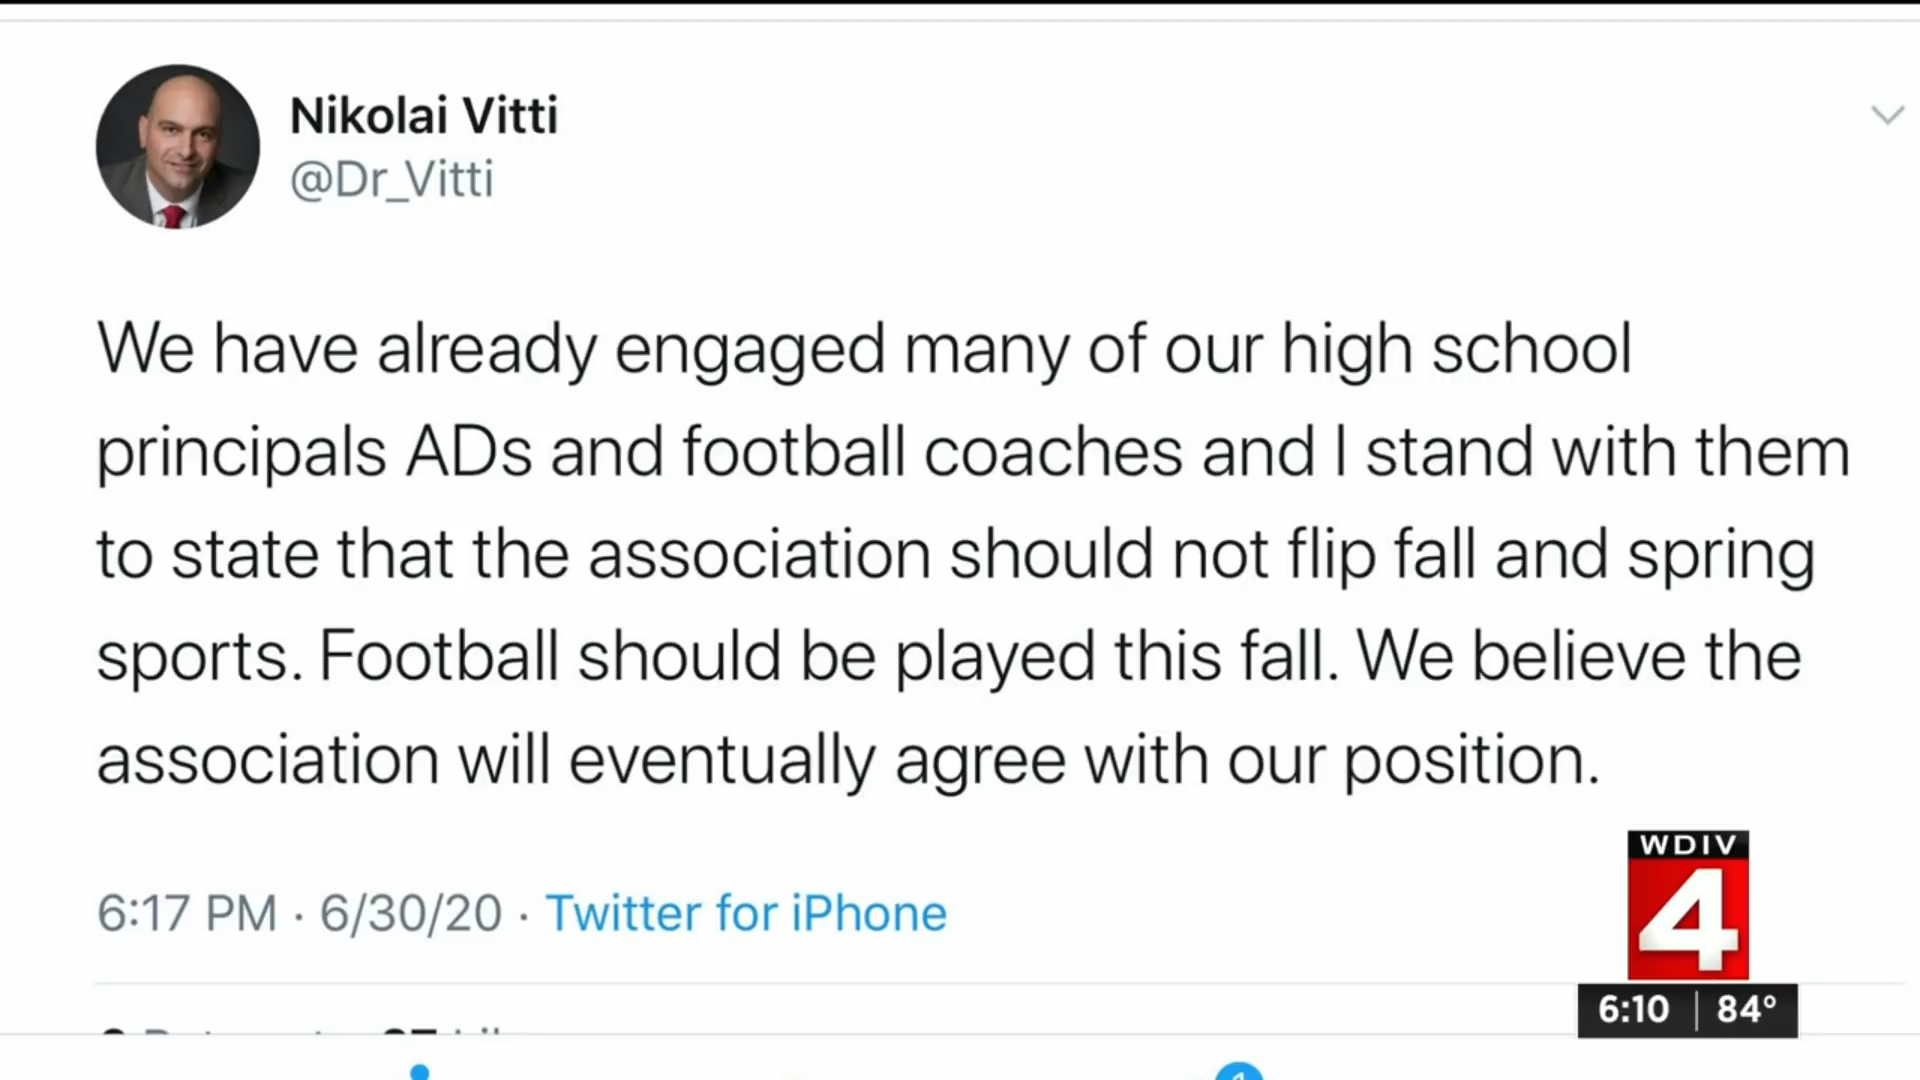 Nikolai Vitti
@Dr_Vitti
We have already engaged many of our high school
principals ADs and football coaches and I stand with them
to state that the association should not flip fall and spring
sports. Football should be played this fall. We believe the
association will eventually agree with our position.
6:17 PM · 6/30/20 · Twitter for iPhone
WDIV
4
6:10 | 84°